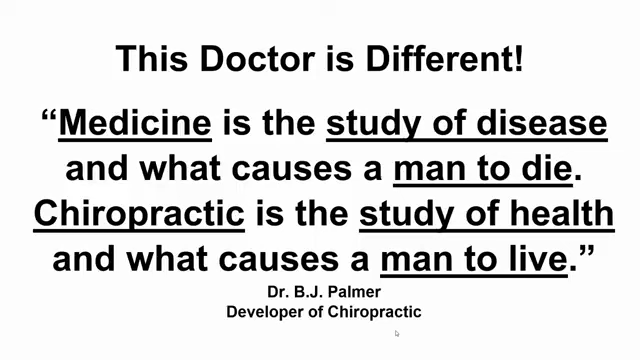 This Doctor is Different!
“Medicine is the study of disease
and what causes a man to die.
Chiropractic is the study of health
and what causes a man to live.”
Dr. B.J. Palmer
Developer of Chiropractic